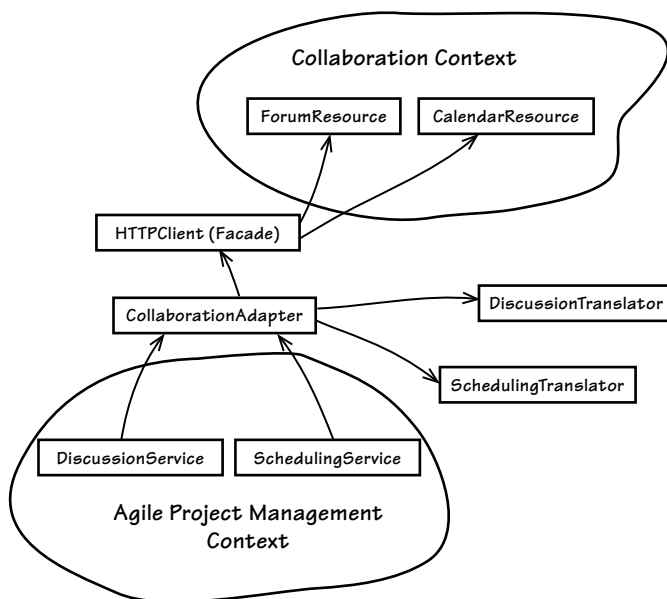 Collaboration Context
ForumResource
CalendarResource
HTTPClient (Facade)
CollaborationAdapter
DiscussionTranslator
SchedulingTranslator
DiscussionService
SchedulingService
Agile Project Management
Context